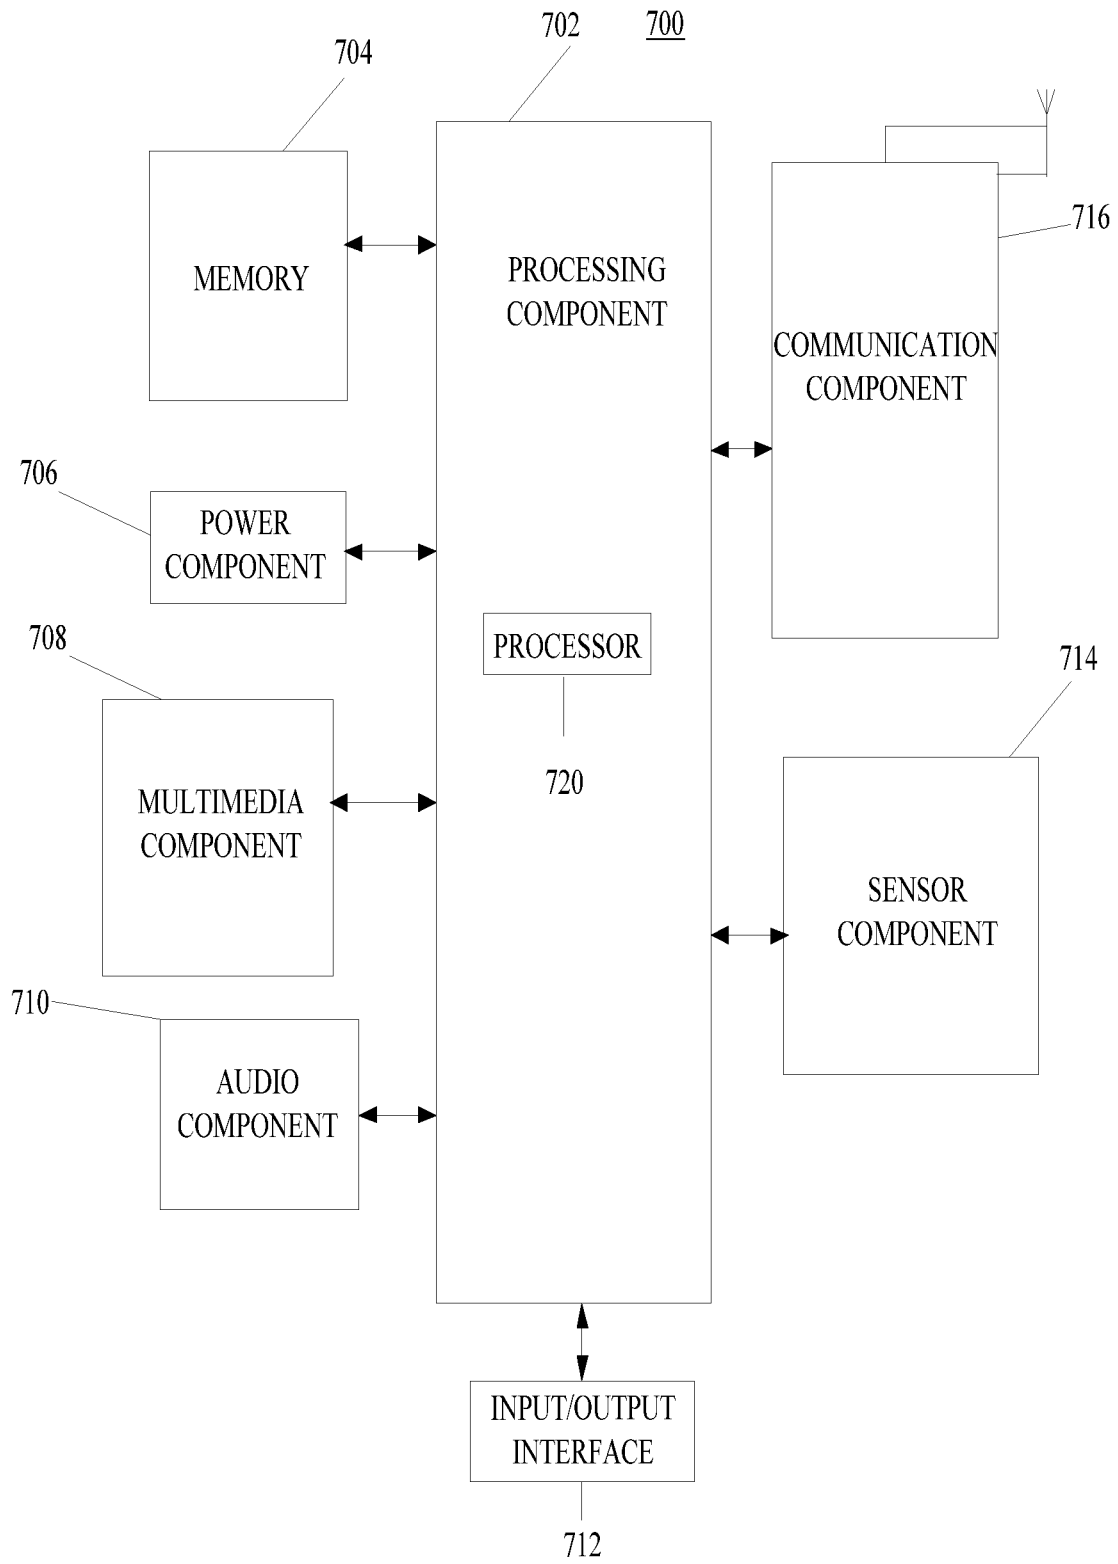 702
700
704
716
MEMORY
PROCESSING
COMPONENT
COMMUNICATION
COMPONENT
706
POWER
COMPONENT
708
PROCESSOR
714
720
MULTIMEDIA
COMPONENT
SENSOR
COMPONENT
710
AUDIO
COMPONENT
INPUT/OUTPUT
INTERFACE
712